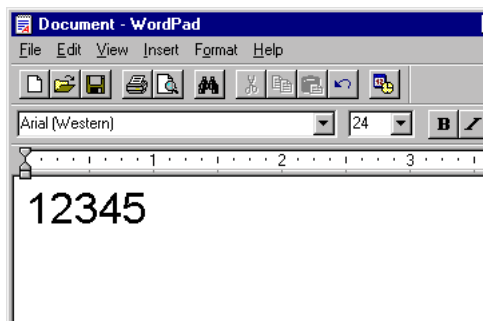 Document - WordPad
File Edit View Insert Format Help
Arial (Western) 24 B I
1 2 3
12345